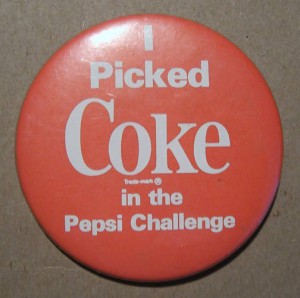 I
Picked
Coke
Trade-mark ®
in the
Pepsi Challenge